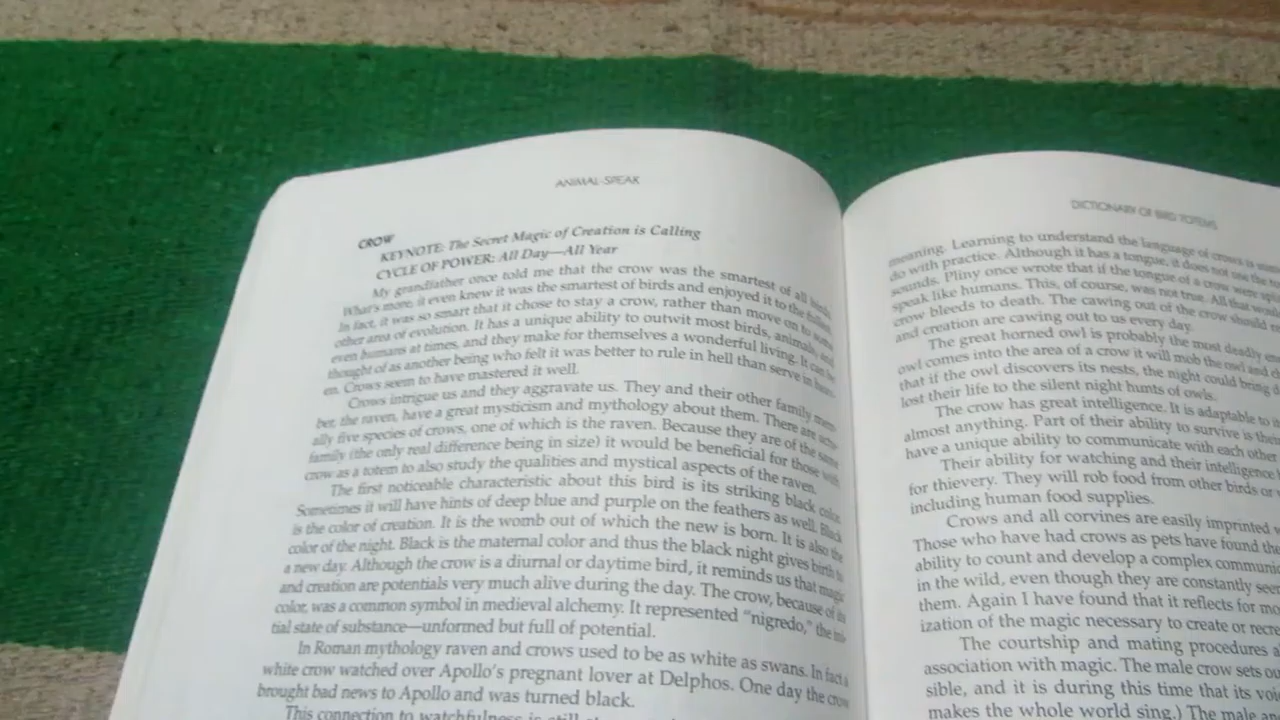 ANIMAL-SPEAK
CROW
KEYNOTE: The Secret Magic of Creation is Calling
CYCLE OF POWER: All Day—All Year
My grandfather once told me that the crow was the smartest of all birds.
What's more, it even knew it was the smartest of birds and enjoyed it to the fullest.
In fact, it was so smart that it chose to stay a crow, rather than move on to some
other area of evolution. It has a unique ability to outwit most birds, animals, and
even humans at times, and they make for themselves a wonderful living. It can be
thought of as another being who felt it was better to rule in hell than serve in heav-
en. Crows seem to have mastered it well.
Crows intrigue us and they aggravate us. They and their other family mem-
ber, the raven, have a great mysticism and mythology about them. There are actu-
ally five species of crows, one of which is the raven. Because they are of the same
family (the only real difference being in size) it would be beneficial for those with
crow as a totem to also study the qualities and mystical aspects of the raven.
The first noticeable characteristic about this bird is its striking black color.
Sometimes it will have hints of deep blue and purple on the feathers as well. Black
is the color of creation. It is the womb out of which the new is born. It is also the
color of the night. Black is the maternal color and thus the black night gives birth to
a new day. Although the crow is a diurnal or daytime bird, it reminds us that magic
and creation are potentials very much alive during the day. The crow, because of its
color, was a common symbol in medieval alchemy. It represented "nigredo," the ini-
tial state of substance—unformed but full of potential.
In Roman mythology raven and crows used to be as white as swans. In fact a
white crow watched over Apollo's pregnant lover at Delphos. One day the crow
brought bad news to Apollo and was turned black.
This connection to watchfulness is still
DICTIONARY OF BIRD TOTEMS
meaning. Learning to understand the language of crows is
do with practice. Although it has a tongue, it does not use the
sounds. Pliny once wrote that if the tongue of a crow were
speak like humans. This, of course, was not true. All that
crow bleeds to death. The cawing out of the crow should
and creation are cawing out to us every day.
The great horned owl is probably the most deadly
owl comes into the area of a crow it will mob the owl and
that if the owl discovers its nests, the night could bring
lost their life to the silent night hunts of owls.
The crow has great intelligence. It is adaptable to
almost anything. Part of their ability to survive is their
have a unique ability to communicate with each other
Their ability for watching and their intelligence
for thievery. They will rob food from other birds or
including human food supplies.
Crows and all corvines are easily imprinted
Those who have had crows as pets have found
ability to count and develop a complex
in the wild, even though they are constantly
them. Again I have found that it reflects for
ization of the magic necessary to create or
The courtship and mating procedures
association with magic. The male crow sets
sible, and it is during this time that its
makes the whole world sing.) The male